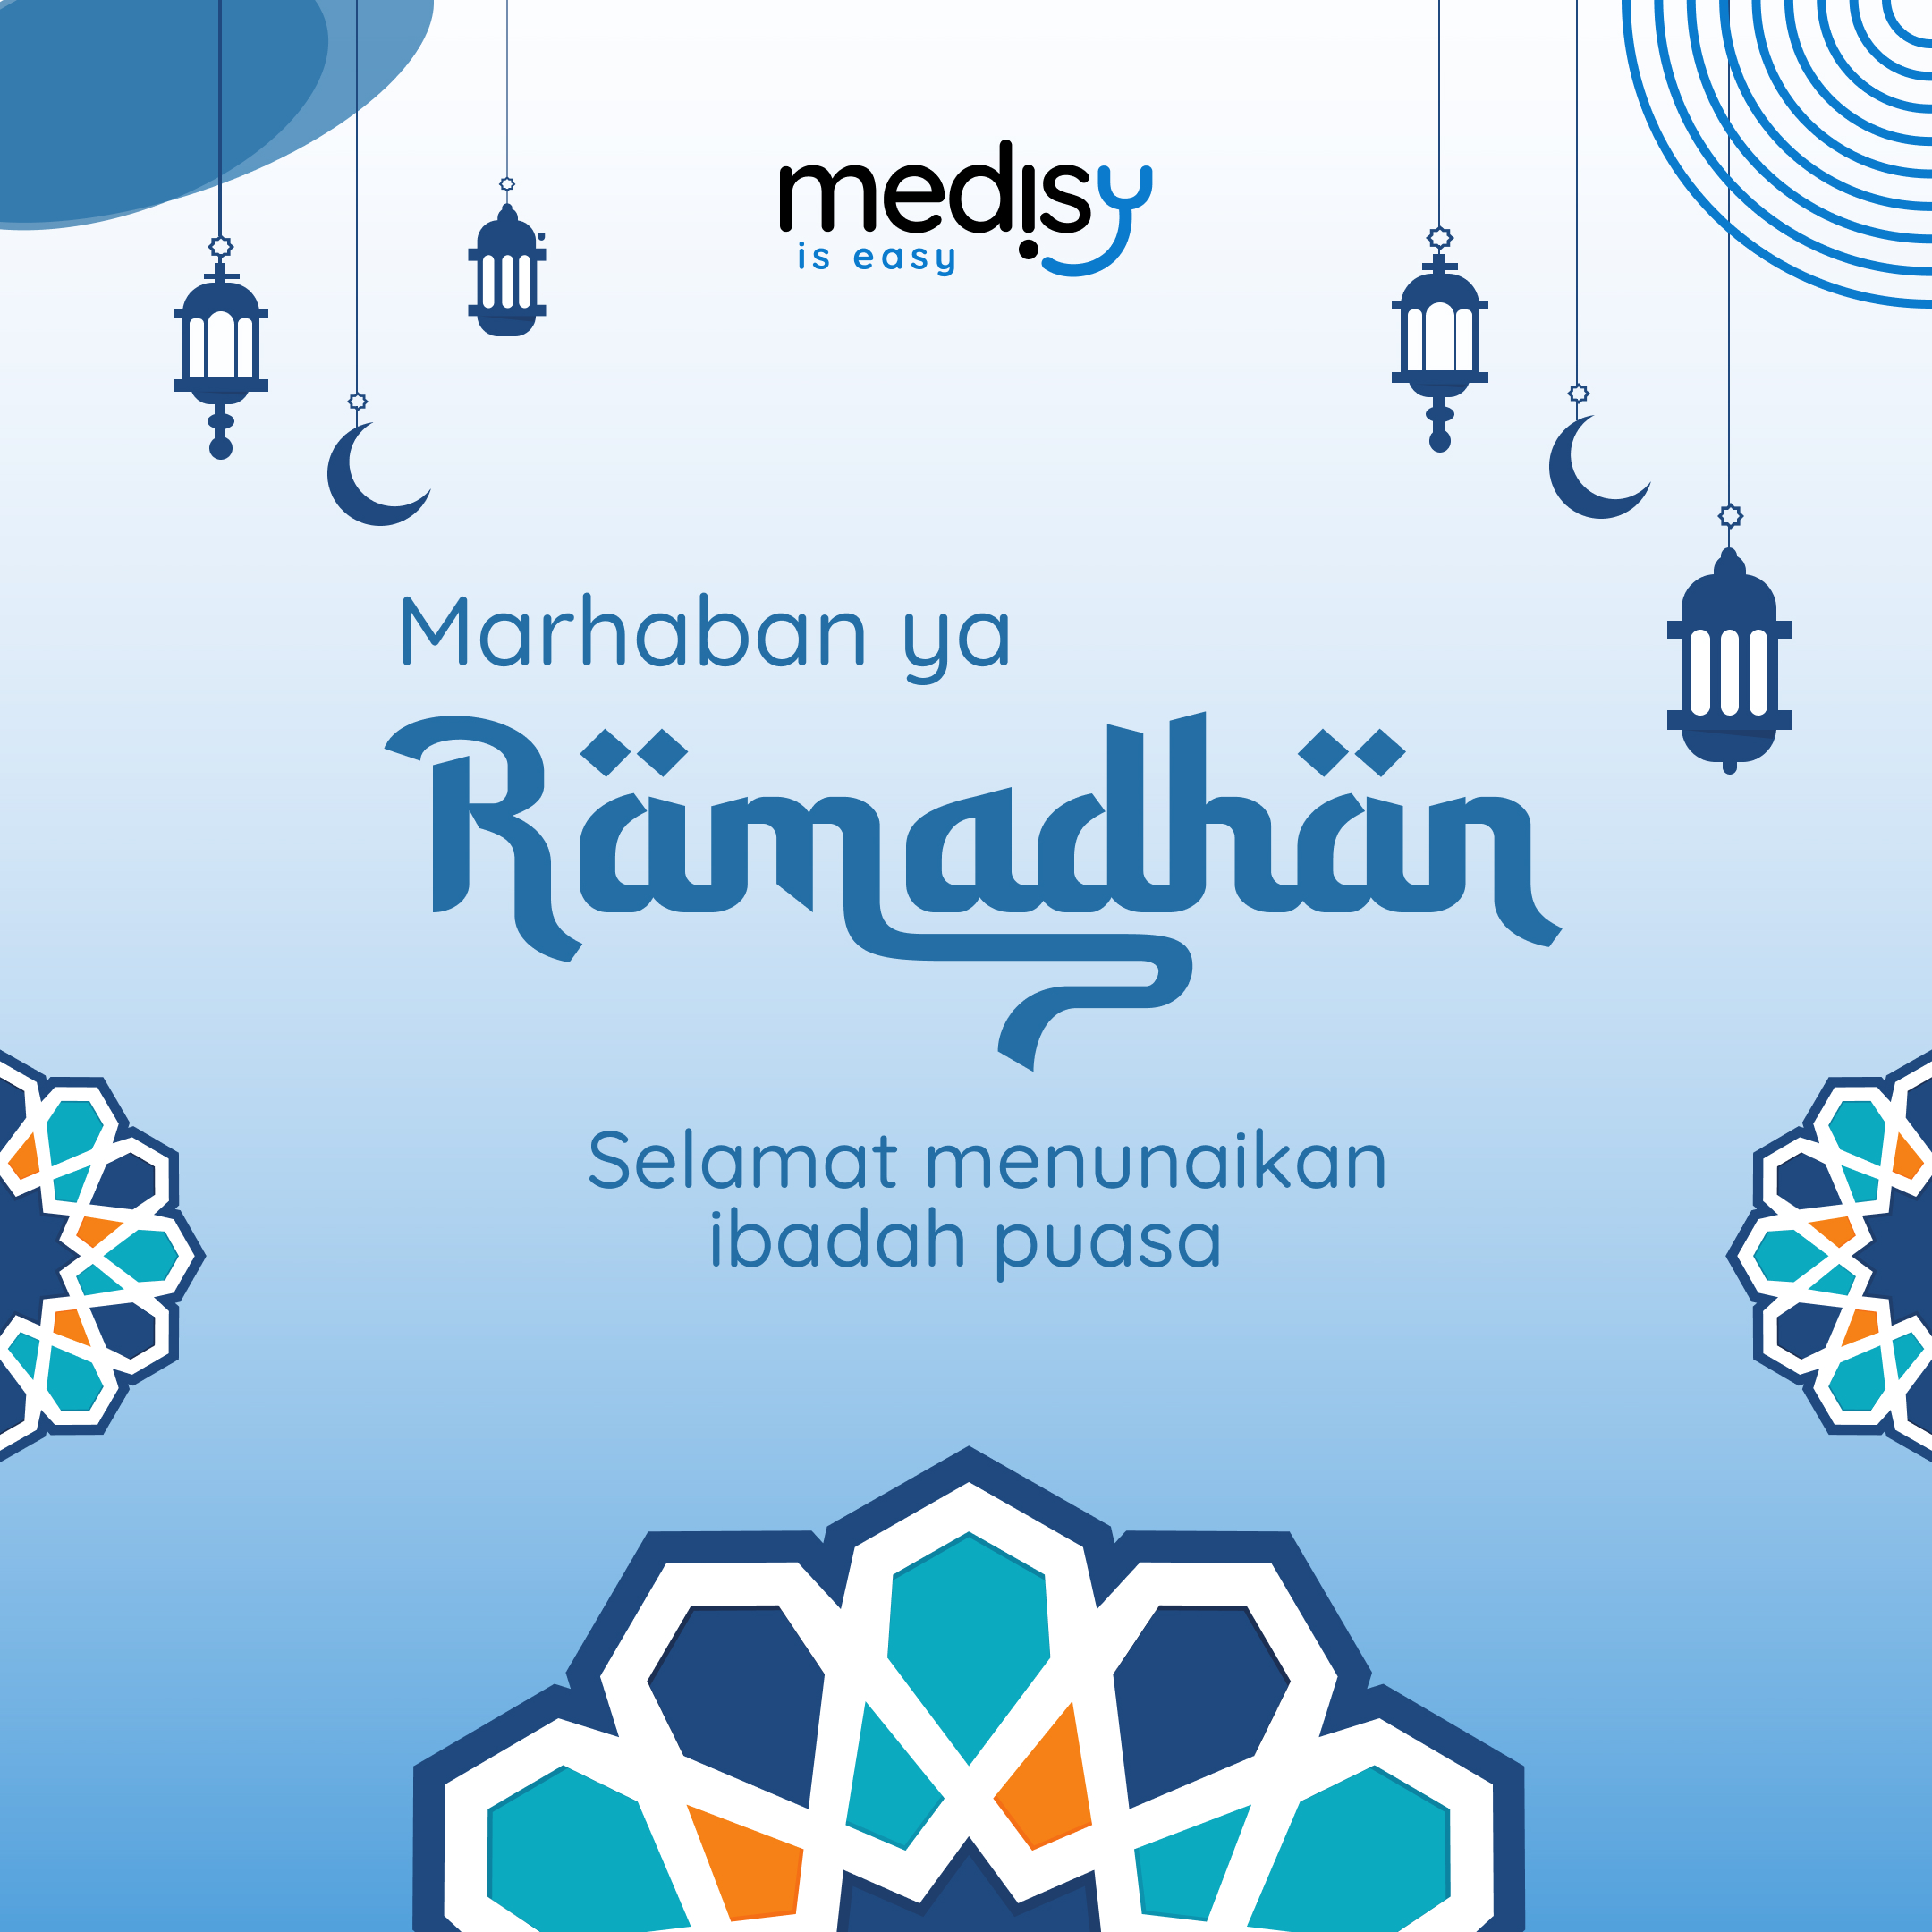 medisy
is easy
Marhaban ya
Rämadhän
Selamat menunaikan
ibadah puasa